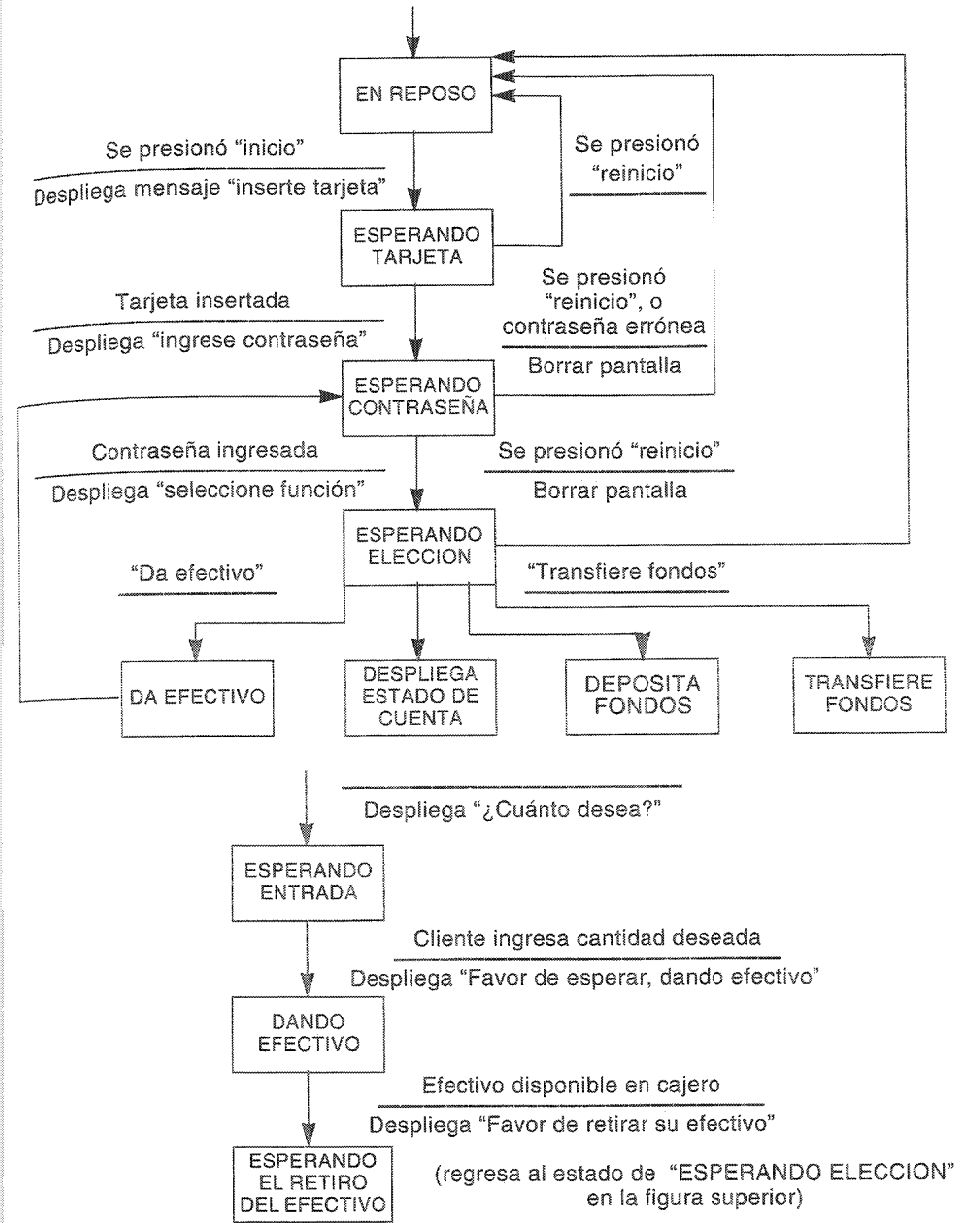 EN REPOSO
Se presionó "inicio"
Despliega mensaje "inserte tarjeta"
Se presionó
"reinicio"
ESPERANDO
TARJETA
Tarjeta insertada
Despliega "ingrese contraseña"
Se presionó
"reinicio", o
contraseña errónea
Borrar pantalla
ESPERANDO
CONTRASEÑA
Contraseña ingresada
Despliega "seleccione función"
Se presionó "reinicio"
Borrar pantalla
ESPERANDO
ELECCION
"Da efectivo"
"Transfiere fondos"
DA EFECTIVO
DESPLIEGA
ESTADO DE
CUENTA
DEPOSITA
FONDOS
TRANSFIERE
FONDOS
Despliega "¿Cuánto desea?"
ESPERANDO
ENTRADA
Cliente ingresa cantidad deseada
Despliega "Favor de esperar, dando efectivo"
DANDO
EFECTIVO
Efectivo disponible en cajero
Despliega "Favor de retirar su efectivo"
ESPERANDO
EL RETIRO
DEL EFECTIVO
(regresa al estado de "ESPERANDO ELECCION"
en la figura superior)